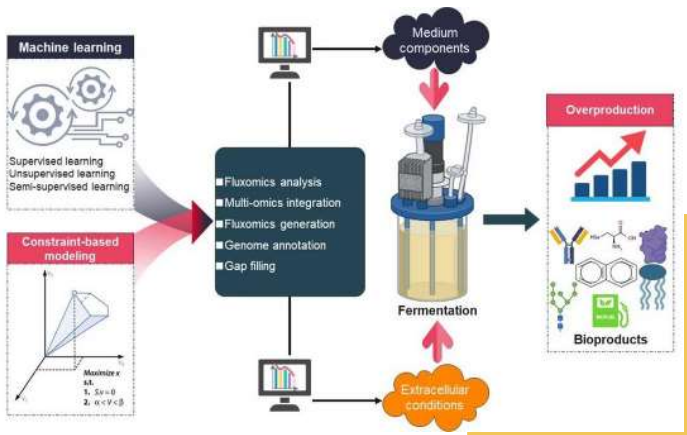 Machine learning
Supervised learning
Unsupervised learning
Semi-supervised learning
Constraint-based
modeling
Maximize x
s.t.
1. Sv = 0
2. α < V < β
Fluxomics analysis
Multi-omics integration
Fluxomics generation
Genome annotation
Gap filling
Medium
components
Fermentation
Extracellular
conditions
Overproduction
Bioproducts